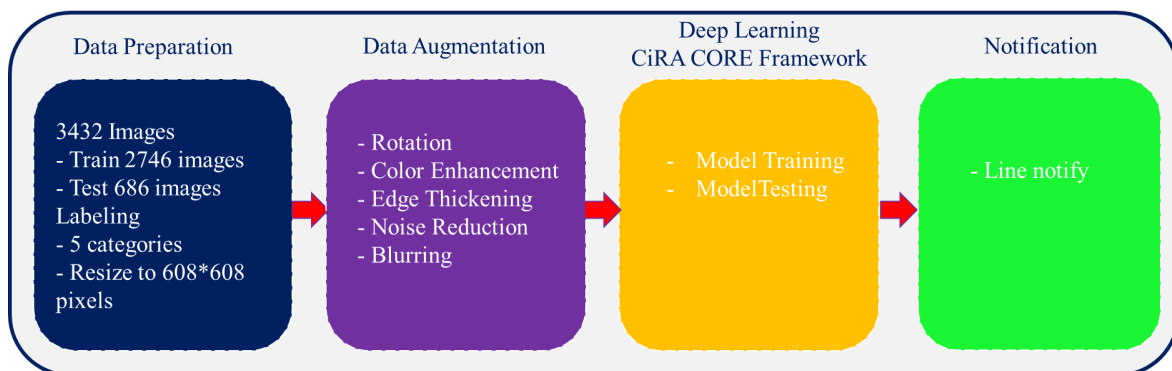 Data Preparation
3432 Images
- Train 2746 images
- Test 686 images
Labeling
- 5 categories
- Resize to 608*608
pixels
Data Augmentation
- Rotation
- Color Enhancement
- Edge Thickening
- Noise Reduction
- Blurring
Deep Learning
CiRA CORE Framework
- Model Training
- ModelTesting
Notification
- Line notify